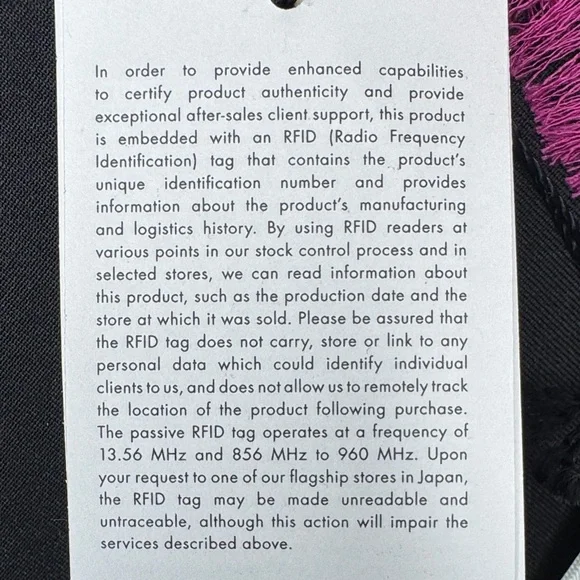 In order to provide enhanced capabilities
to certify product authenticity and provide
exceptional after-sales client support, this product
is embedded with an RFID (Radio Frequency
Identification) tag that contains the product's
unique identification number and provides
information about the product's manufacturing
and logistics history. By using RFID readers at
various points in our stock control process and in
selected stores, we can read information about
this product, such as the production date and the
store at which it was sold. Please be assured that
the RFID tag does not carry, store or link to any
personal data which could identify individual
clients to us, and does not allow us to remotely track
the location of the product following purchase.
The passive RFID tag operates at a frequency of
13.56 MHz and 856 MHz to 960 MHz. Upon
your request to one of our flagship stores in Japan,
the RFID tag may be made unreadable and
untraceable, although this action will impair the
services described above.